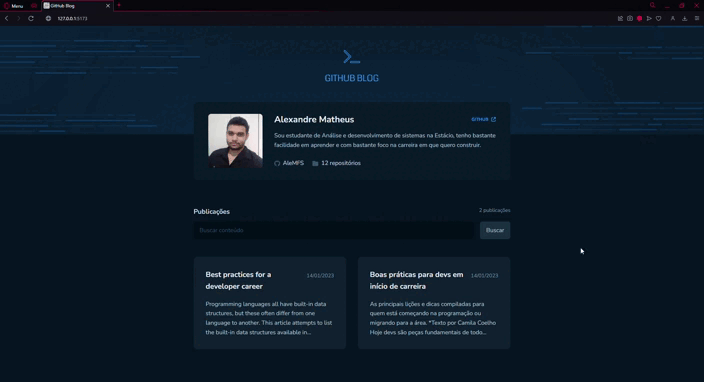 Menu
GitHub Blog
127.0.0.1:5173
GITHUB BLOG
Alexandre Matheus
GITHUB
Sou estudante de Análise e desenvolvimento de sistemas na Estácio, tenho bastante
facilidade em aprender e com bastante foco na carreira em que quero construir.
AleMFS
12 repositórios
Publicações
2 publicações
Buscar conteúdo
Buscar
Best practices for a
developer career
14/01/2023
Programming languages all have built-in data
structures, but these often differ from one
language to another. This article attempts to list
the built-in data structures available in...
Boas práticas para devs em
início de carreira
14/01/2023
As principais lições e dicas compiladas para
quem está começando na programação ou
migrando para a área. *Texto por Camila Coelho
Hoje devs são peças fundamentais de todo...